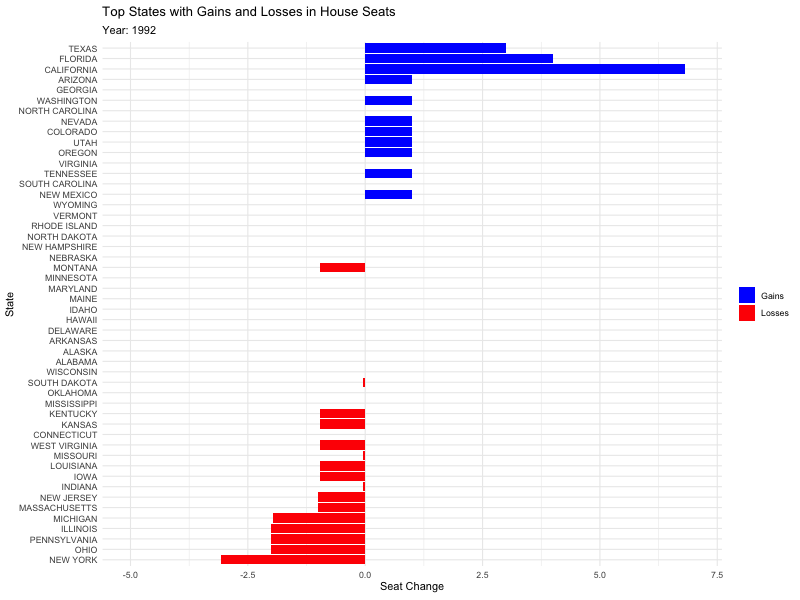 Top States with Gains and Losses in House Seats
Year: 1992
TEXAS
FLORIDA
CALIFORNIA
ARIZONA
GEORGIA
WASHINGTON
NORTH CAROLINA
NEVADA
COLORADO
UTAH
OREGON
VIRGINIA
TENNESSEE
SOUTH CAROLINA
NEW MEXICO
WYOMING
VERMONT
RHODE ISLAND
NORTH DAKOTA
NEW HAMPSHIRE
NEBRASKA
MONTANA
MINNESOTA
MARYLAND
MAINE
IDAHO
HAWAII
DELAWARE
ARKANSAS
ALASKA
ALABAMA
WISCONSIN
SOUTH DAKOTA
OKLAHOMA
MISSISSIPPI
KENTUCKY
KANSAS
CONNECTICUT
WEST VIRGINIA
MISSOURI
LOUISIANA
IOWA
INDIANA
NEW JERSEY
MASSACHUSETTS
MICHIGAN
ILLINOIS
PENNSYLVANIA
OHIO
NEW YORK
State
-5.0 -2.5 0.0 2.5 5.0 7.5
Seat Change
Gains
Losses